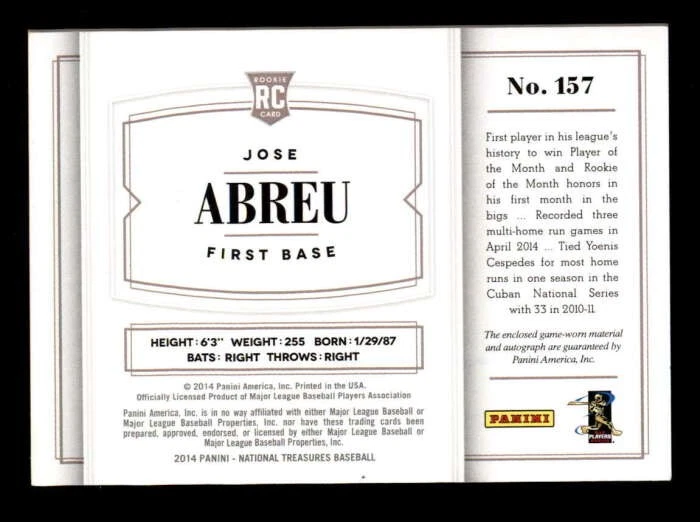 ROOKIE
RC
CARD
JOSE
ABREU
FIRST BASE
HEIGHT: 6'3" WEIGHT: 255 BORN: 1/29/87
BATS: RIGHT THROWS: RIGHT
© 2014 Panini America, Inc. Printed in the USA.
Officially Licensed Product of Major League Baseball Players Association
Panini America, Inc. is in no way affiliated with either Major League Baseball or
Major League Baseball Properties, Inc. nor have these trading cards been
prepared, approved, endorsed, or licensed by either Major League Baseball or
Major League Baseball Properties, Inc.
2014 PANINI - NATIONAL TREASURES BASEBALL
No. 157
First player in his league's
history to win Player of
the Month and Rookie
of the Month honors in
his first month in the
bigs ... Recorded three
multi-home run games in
April 2014 ... Tied Yoenis
Cespedes for most home
runs in one season in the
Cuban National Series
with 33 in 2010-11.
The enclosed game-worn material
and autograph are guaranteed by
Panini America, Inc.
PANINI
PLAYERS